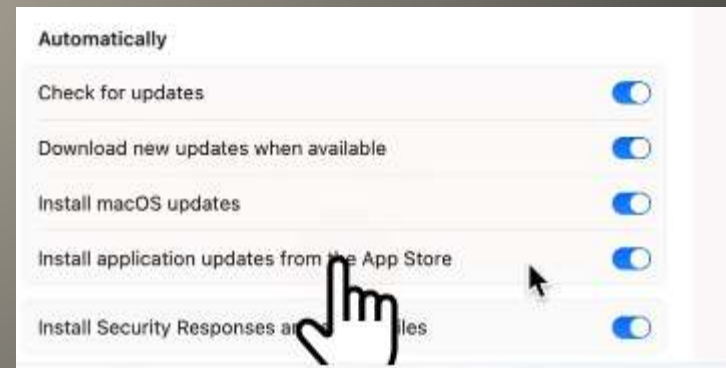 Automatically
Check for updates
Download new updates when available
Install macOS updates
Install application updates from the App Store
Install Security Responses